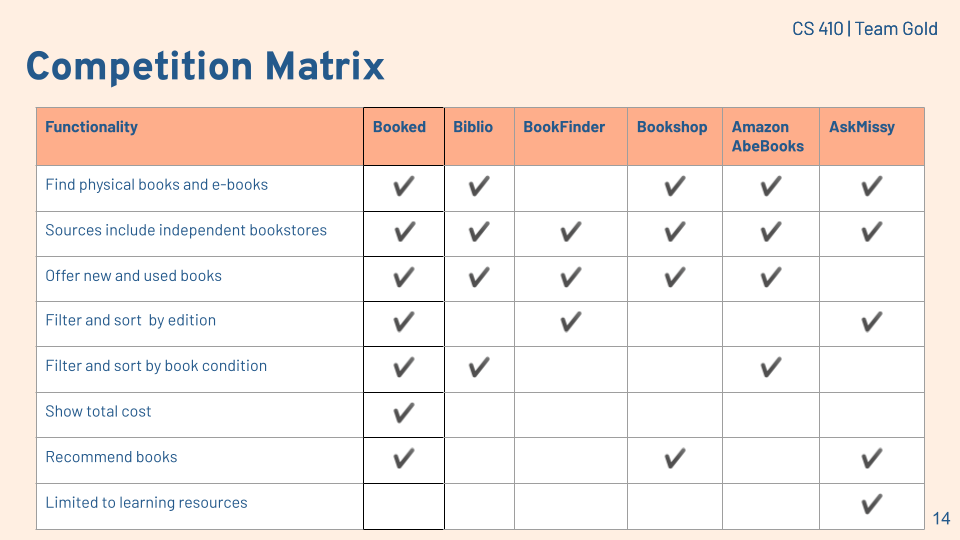 CS 410 | Team Gold
Competition Matrix
Functionality Booked Biblio BookFinder Bookshop Amazon AbeBooks AskMissy
Find physical books and e-books ✔ ✔ ✔ ✔ ✔
Sources include independent bookstores ✔ ✔ ✔ ✔ ✔ ✔
Offer new and used books ✔ ✔ ✔ ✔ ✔
Filter and sort by edition ✔ ✔ ✔
Filter and sort by book condition ✔ ✔ ✔
Show total cost ✔
Recommend books ✔ ✔ ✔
Limited to learning resources ✔
14